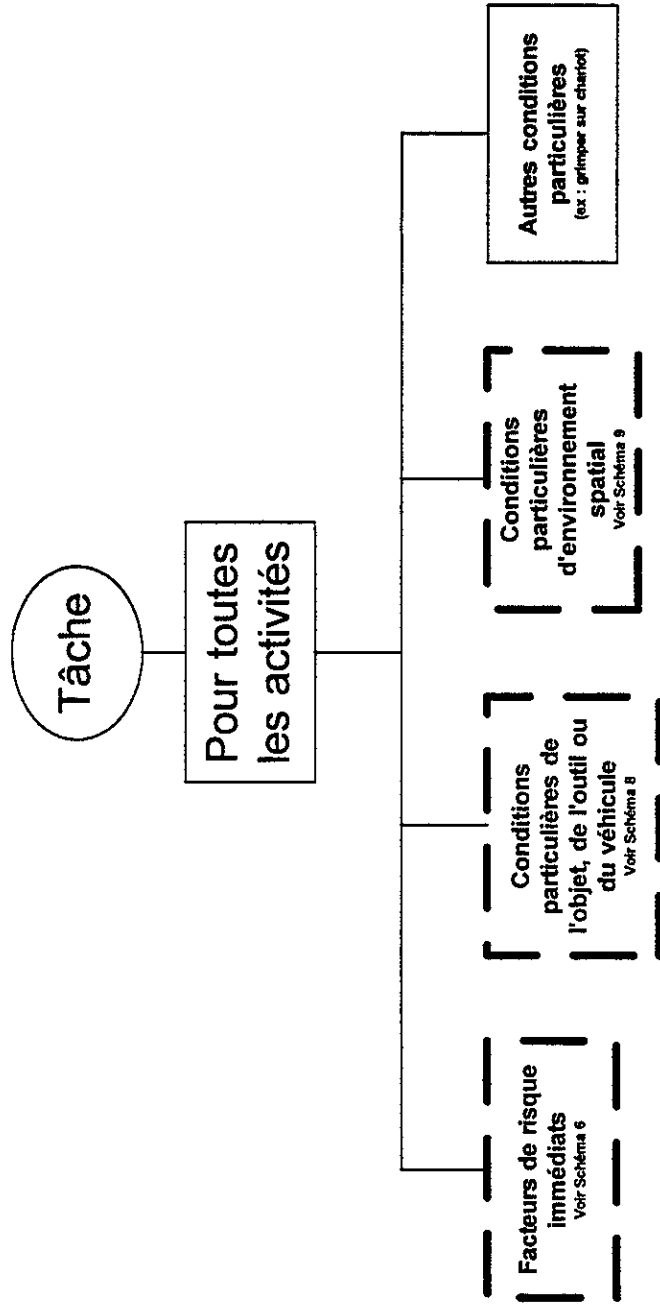 Tâche
Pour toutes
les activités
Facteurs de risque
immédiats
Voir Schéma 6
Conditions
particulières de
l'objet, de l'outil ou
du véhicule
Voir Schéma 8
Conditions
particulières
d'environnement
spatial
Voir Schéma 9
Autres conditions
particulières
(ex : grimper sur chariot)